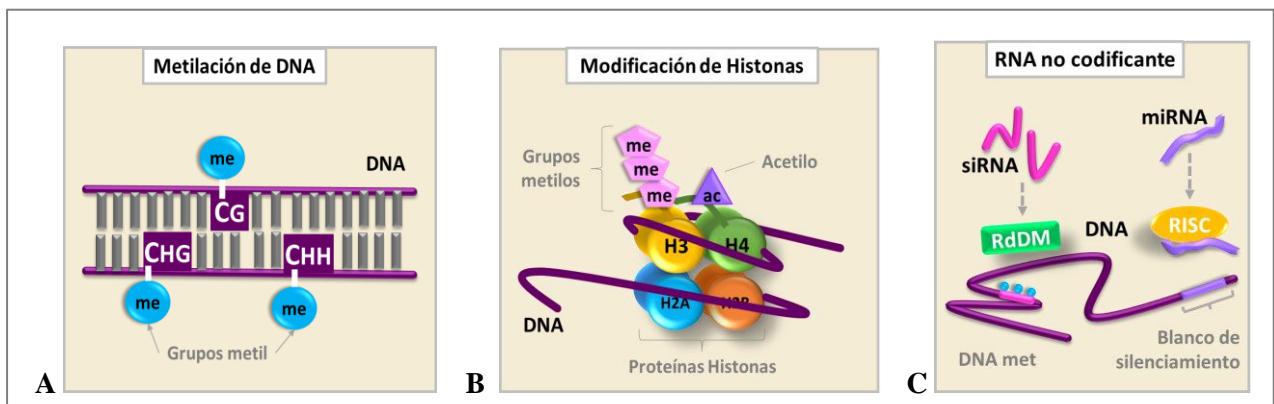 Metilación de DNA
me
DNA
CG
CHG
CHH
me
me
Grupos metil
A
Modificación de Histonas
Grupos
metilos
me
me
me
Acetilo
ac
H3
H4
H2A
H2B
DNA
Proteínas Histonas
B
RNA no codificante
siRNA
miRNA
RdDM
DNA
RISC
DNA met
Blanco de
silenciamiento
C